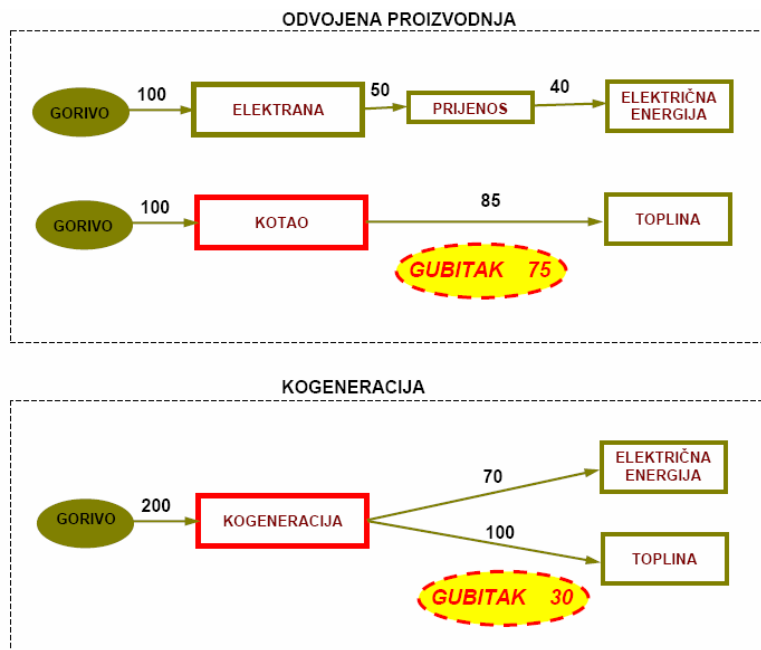 ODVOJENA PROIZVODNJA
GORIVO
100
ELEKTRANA
50
PRIJENOS
40
ELEKTRIČNA
ENERGIJA
GORIVO
100
KOTAO
85
TOPLINA
GUBITAK 75
KOGENERACIJA
GORIVO
200
KOGENERACIJA
70
ELEKTRIČNA
ENERGIJA
100
TOPLINA
GUBITAK 30